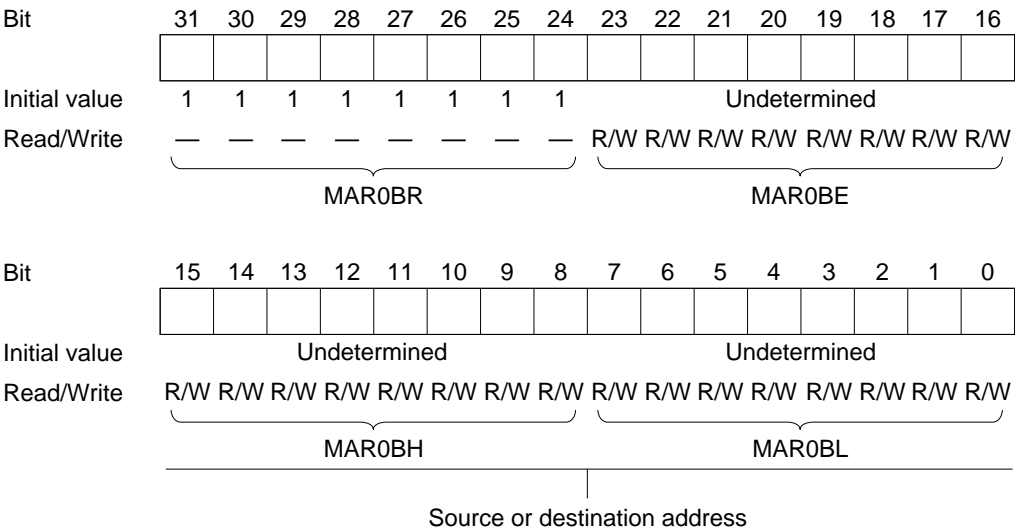 Bit 31 30 29 28 27 26 25 24 23 22 21 20 19 18 17 16
Initial value 1 1 1 1 1 1 1 1 Undetermined
Read/Write — — — — — — — — R/W R/W R/W R/W R/W R/W R/W R/W
MAR0BR MAR0BE
Bit 15 14 13 12 11 10 9 8 7 6 5 4 3 2 1 0
Initial value Undetermined Undetermined
Read/Write R/W R/W R/W R/W R/W R/W R/W R/W R/W R/W R/W R/W R/W R/W R/W R/W
MAR0BH MAR0BL
Source or destination address